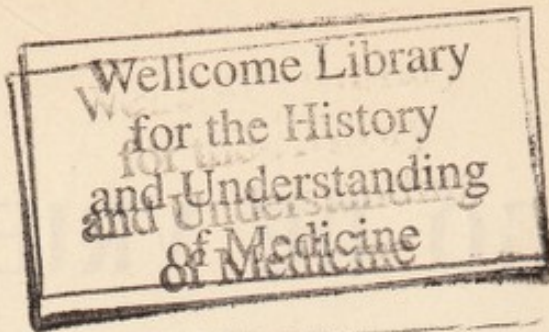 Wellcome Library
for the History
and Understanding
of Medicine